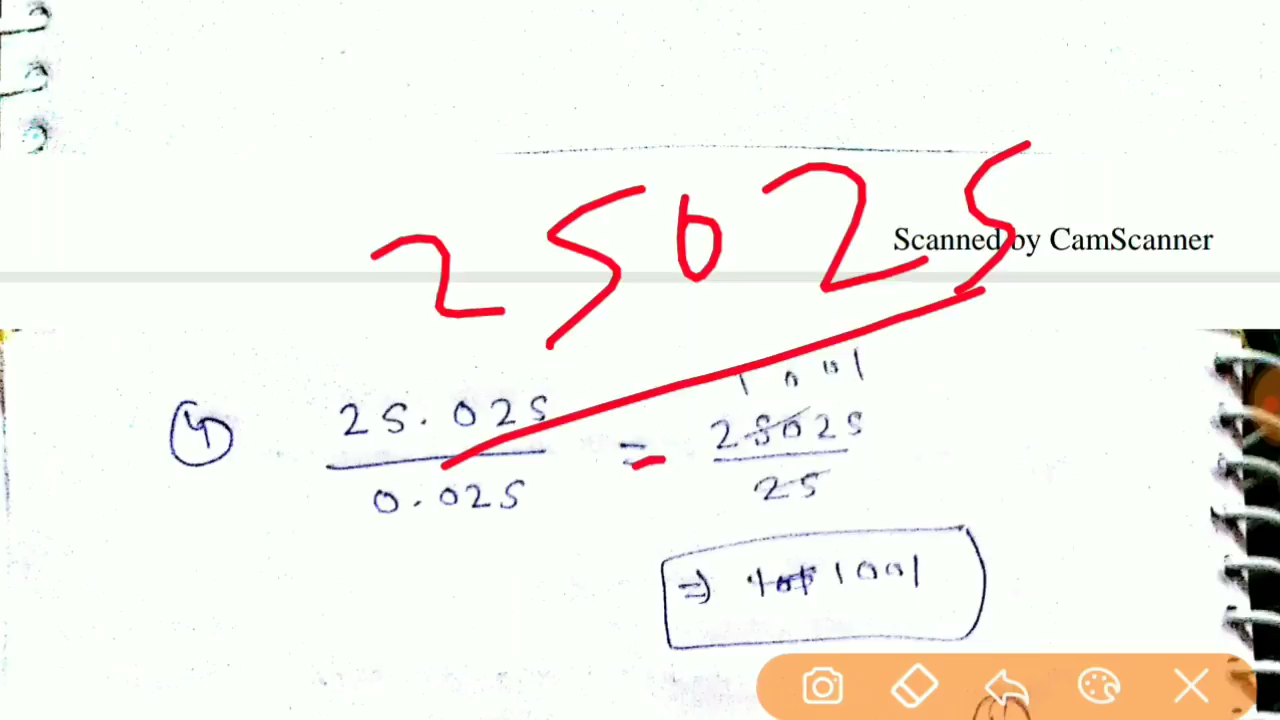 25025
Scanned by CamScanner
1001
④ 25.025 = 25025
0.025 25
⇒ 1001